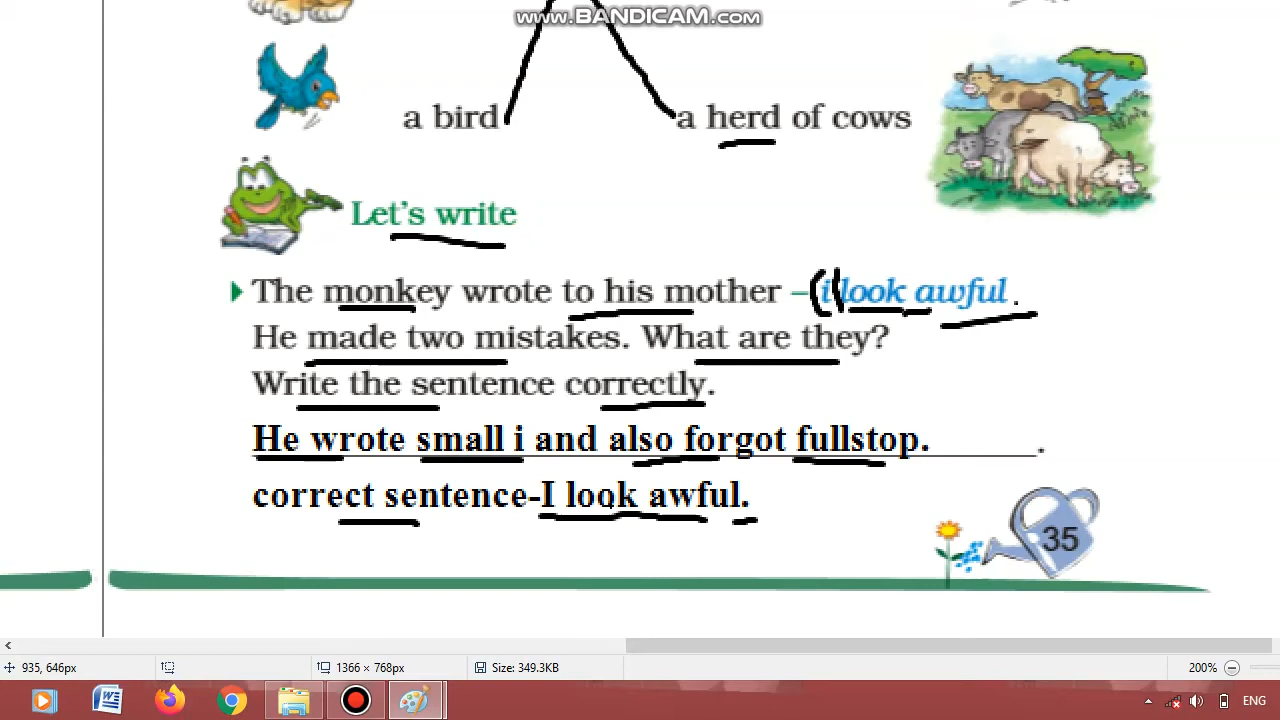 www.BANDICAM.com
a bird
a herd of cows
Let's write
The monkey wrote to his mother – i look awful .
He made two mistakes. What are they?
Write the sentence correctly.
He wrote small i and also forgot fullstop. .
correct sentence-I look awful.
35
935, 646px
1366 × 768px
Size: 349.3KB
200%
ENG